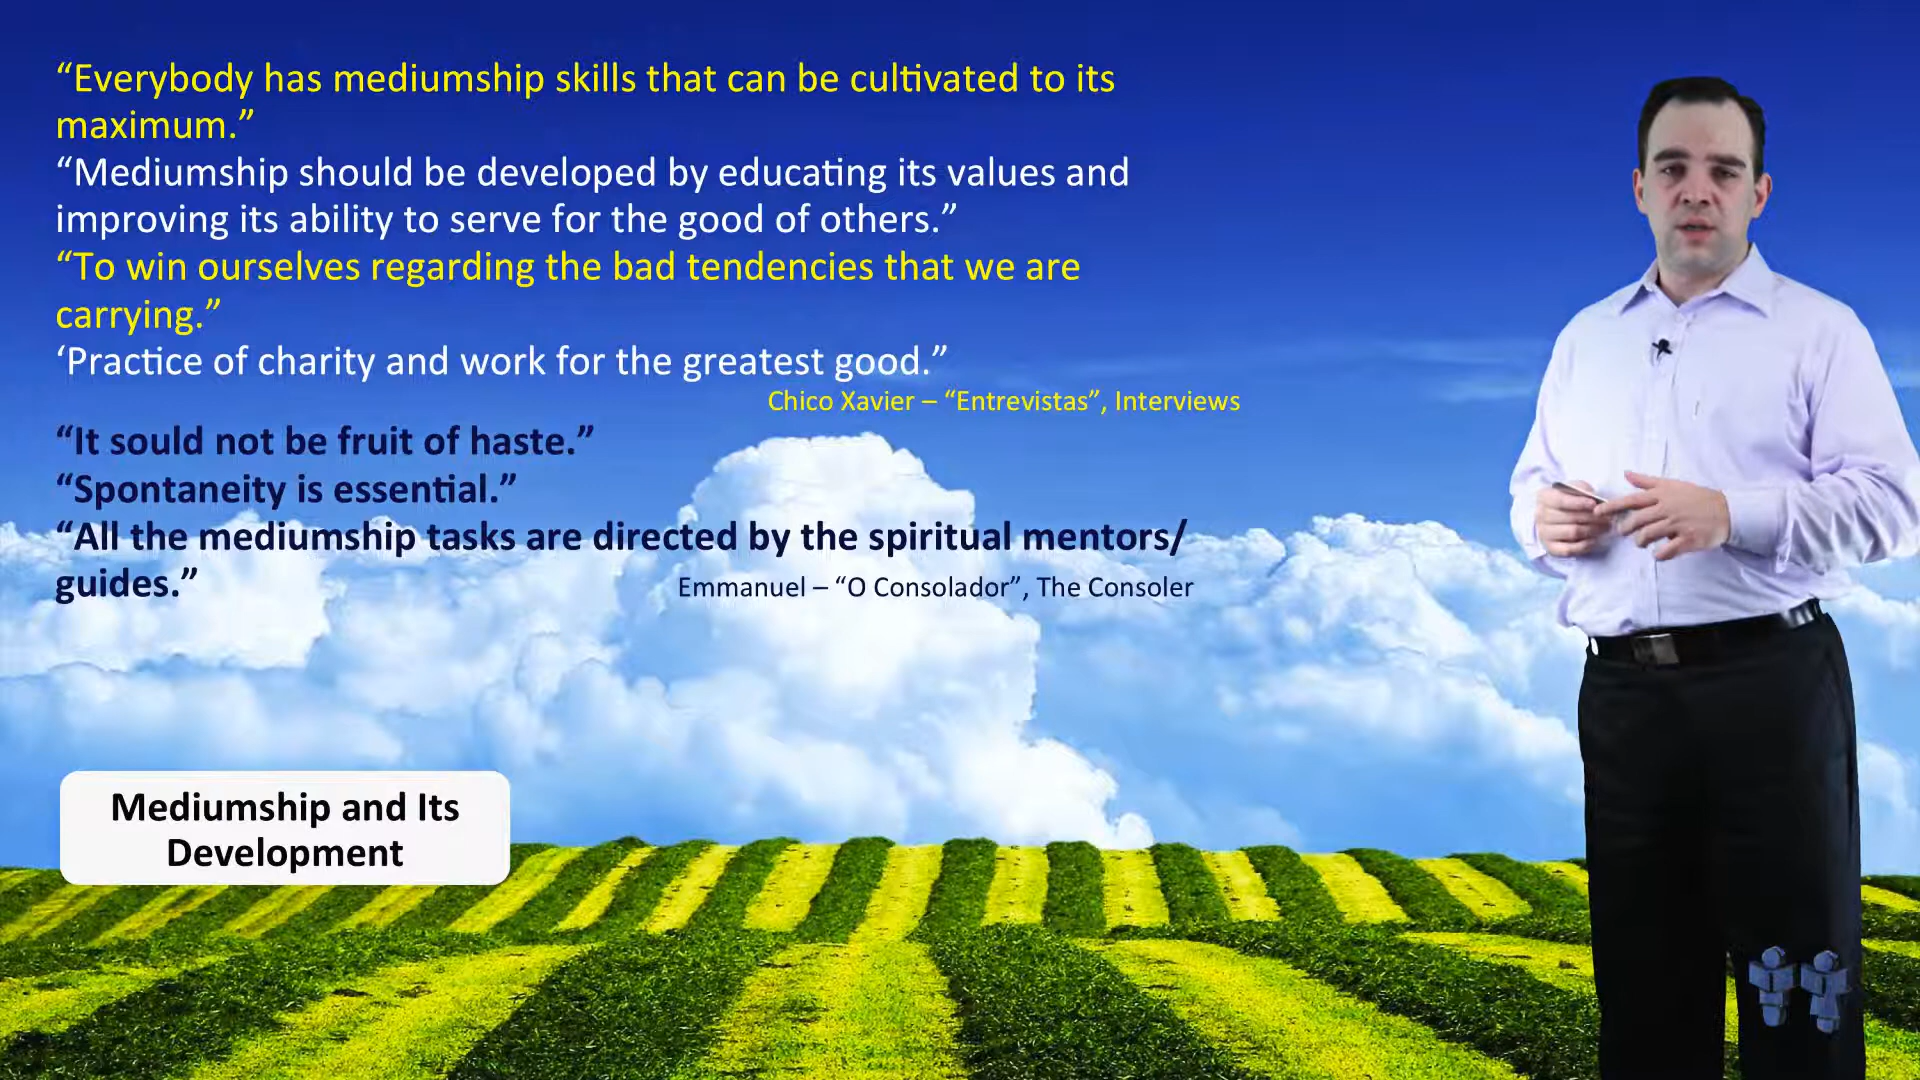 “Everybody has mediumship skills that can be cultivated to its
maximum.”
“Mediumship should be developed by educating its values and
improving its ability to serve for the good of others.”
“To win ourselves regarding the bad tendencies that we are
carrying.”
‘Practice of charity and work for the greatest good.”
Chico Xavier – “Entrevistas”, Interviews
“It sould not be fruit of haste.”
“Spontaneity is essential.”
“All the mediumship tasks are directed by the spiritual mentors/
guides.”
Emmanuel – “O Consolador”, The Consoler
Mediumship and Its
Development